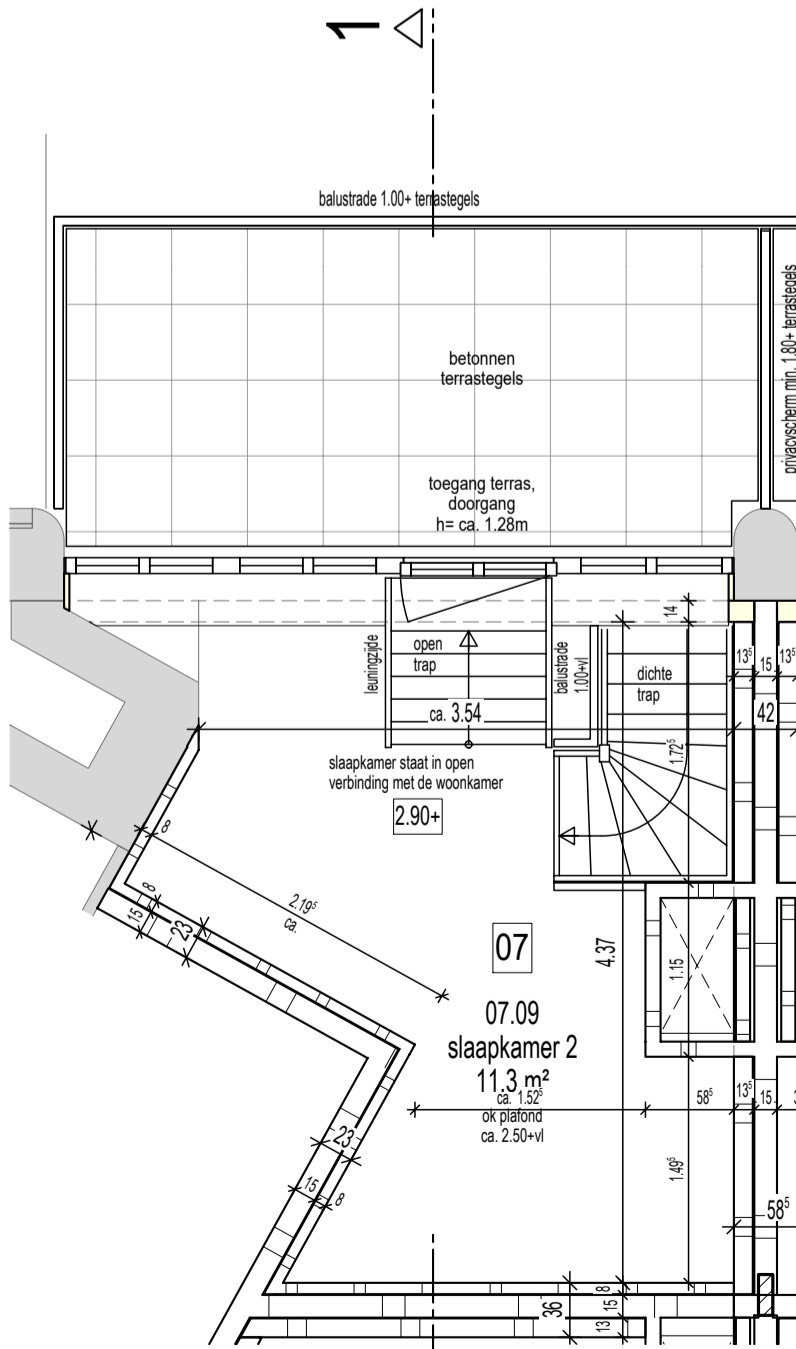 1
balustrade 1.00+ terrastegels
privacyscherm min. 1.80+ terrastegels
betonnen
terrastegels
toegang terras,
doorgang
h= ca. 1.28m
14
leuningzijde
open
trap
balustrade
1.00+vl
dichte
trap
13⁵
15
13⁵
ca. 3.54
42
1.72⁵
slaapkamer staat in open
verbinding met de woonkamer
2.90+
8
8
15
23
2.19⁵
ca.
07
4.37
1.15
07.09
slaapkamer 2
11.3 m²
ca. 1.52⁵
ok plafond
ca. 2.50+vl
58⁵
13⁵
15
23
15
8
1.49⁵
58⁵
36
8
15
13